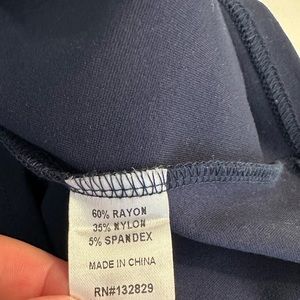 60% RAYON
35% NYLON
5% SPANDEX
MADE IN CHINA
RN#132829